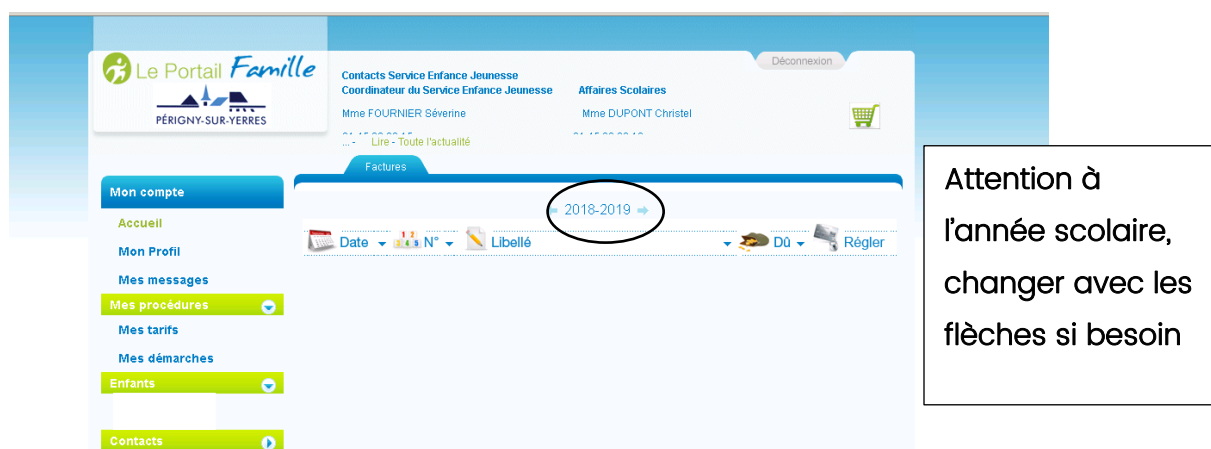 Le Portail Famille
PÉRIGNY-SUR-YERRES
Contacts Service Enfance Jeunesse
Coordinateur du Service Enfance Jeunesse Affaires Scolaires
Mme FOURNIER Séverine Mme DUPONT Christel
... - Lire - Toute l'actualité
Déconnexion
Factures
2018-2019
Date N° Libellé Dû Régler
Mon compte
Accueil
Mon Profil
Mes messages
Mes procédures
Mes tarifs
Mes démarches
Enfants
Contacts
Attention à
l'année scolaire,
changer avec les
flèches si besoin